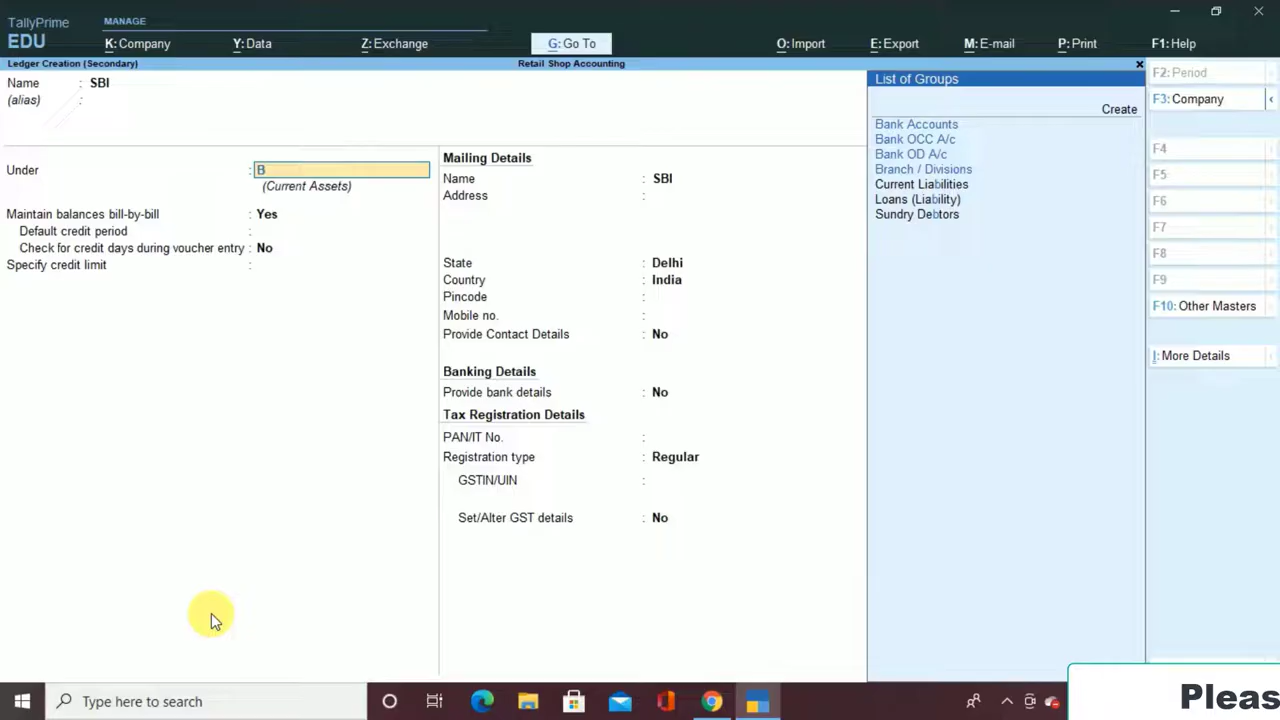 TallyPrime
EDU
MANAGE
K:Company
Y:Data
Z:Exchange
G:Go To
O:Import
E:Export
M:E-mail
P:Print
F1:Help
Ledger Creation (Secondary)
Retail Shop Accounting
Name : SBI
(alias) :
Under : B
(Current Assets)
Maintain balances bill-by-bill : Yes
Default credit period :
Check for credit days during voucher entry : No
Specify credit limit :
Mailing Details
Name : SBI
Address :
State : Delhi
Country : India
Pincode :
Mobile no. :
Provide Contact Details : No
Banking Details
Provide bank details : No
Tax Registration Details
PAN/IT No. :
Registration type : Regular
GSTIN/UIN :
Set/Alter GST details : No
List of Groups
Create
Bank Accounts
Bank OCC A/c
Bank OD A/c
Branch / Divisions
Current Liabilities
Loans (Liability)
Sundry Debtors
F2: Period
F3: Company
F4
F5
F6
F7
F8
F9
F10: Other Masters
I: More Details
Type here to search
Pleas